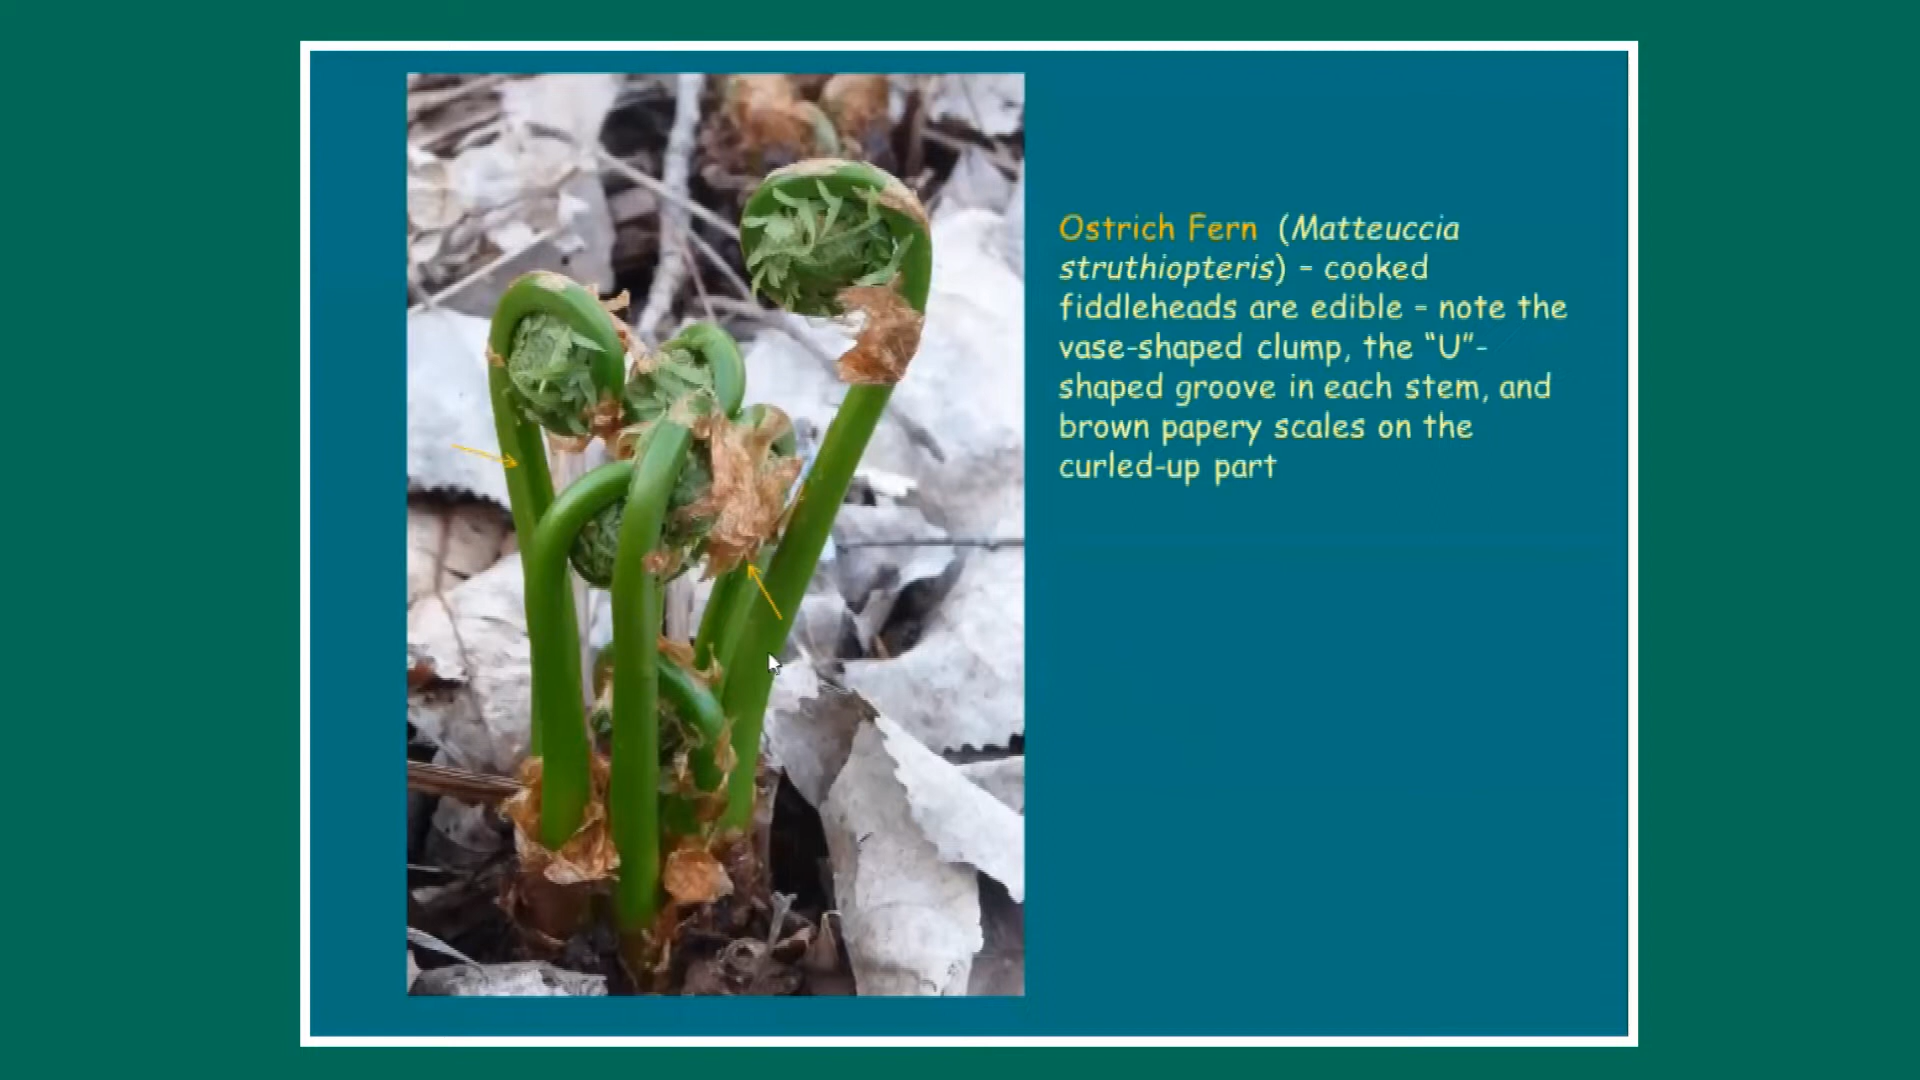 Ostrich Fern (Matteuccia
struthiopteris) – cooked
fiddleheads are edible – note the
vase-shaped clump, the “U”-
shaped groove in each stem, and
brown papery scales on the
curled-up part